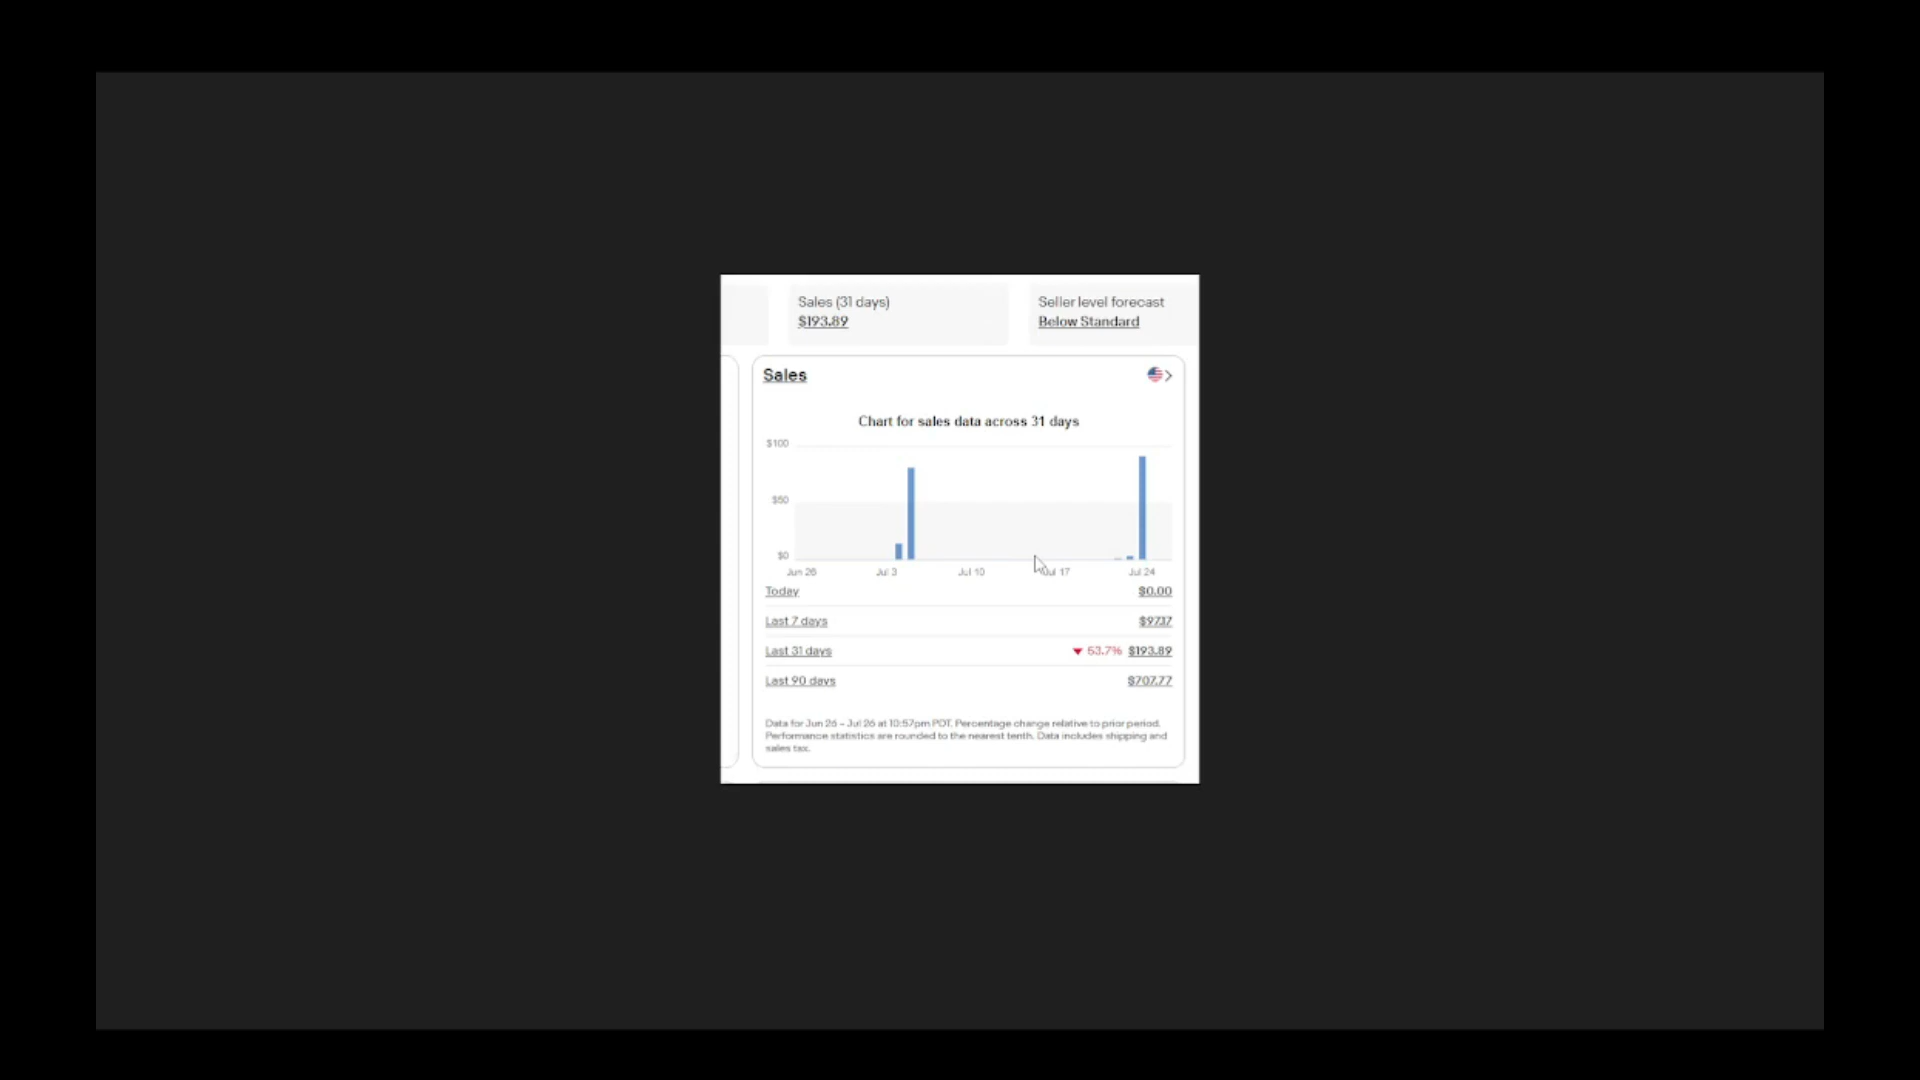 Sales (31 days)
$193.89
Seller level forecast
Below Standard
Sales
Chart for sales data across 31 days
$100
$50
$0
Jun 26
Jul 3
Jul 10
Jul 17
Jul 24
Today $0.00
Last 7 days $97.17
Last 31 days 53.7% $193.89
Last 90 days $707.77
Data for Jun 26 - Jul 26 at 10:57pm PDT. Percentage change relative to prior period.
Performance statistics are rounded to the nearest tenth. Data includes shipping and
sales tax.